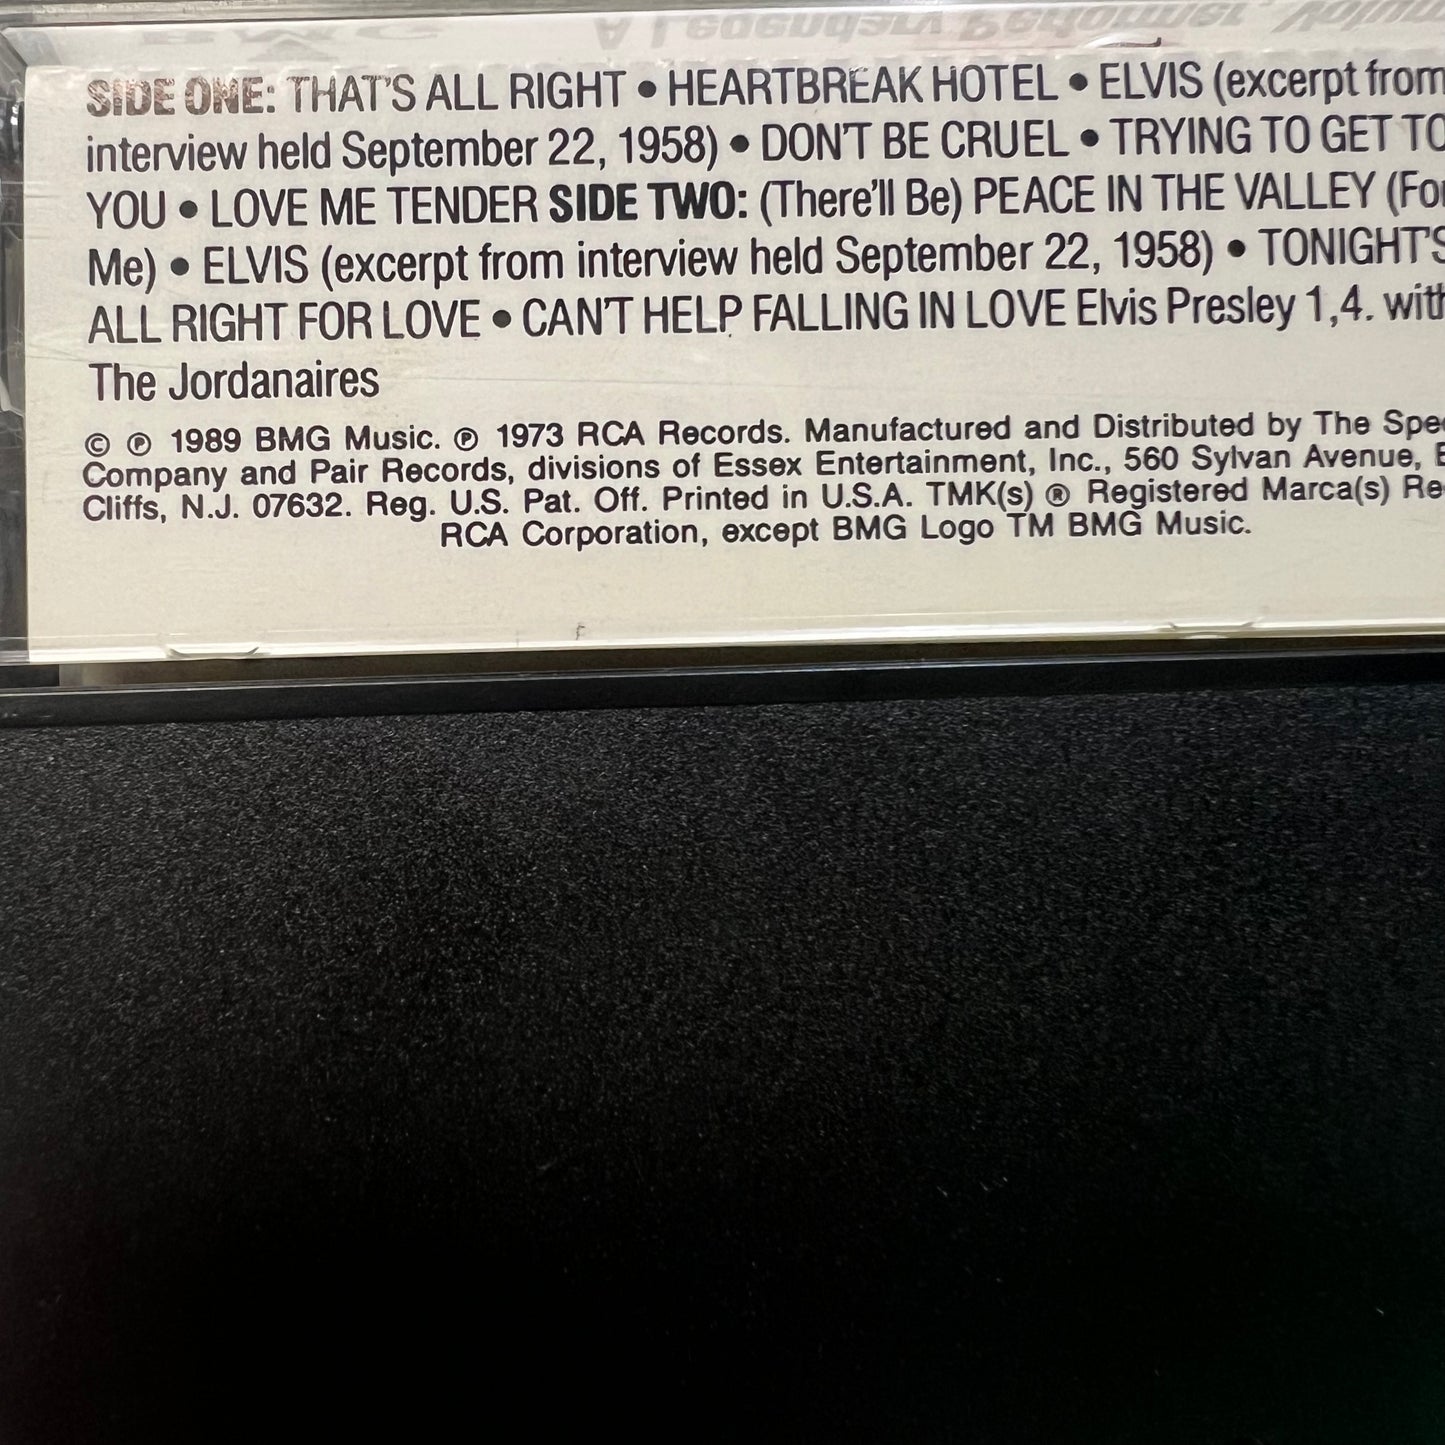 A Legendary Performer,
SIDE ONE: THAT'S ALL RIGHT • HEARTBREAK HOTEL • ELVIS (excerpt from
interview held September 22, 1958) • DON'T BE CRUEL • TRYING TO GET TO
YOU • LOVE ME TENDER SIDE TWO: (There'll Be) PEACE IN THE VALLEY (For
Me) • ELVIS (excerpt from interview held September 22, 1958) • TONIGHT'S
ALL RIGHT FOR LOVE • CAN'T HELP FALLING IN LOVE Elvis Presley 1,4. with
The Jordanaires
© ℗ 1989 BMG Music. ℗ 1973 RCA Records. Manufactured and Distributed by The
Company and Pair Records, divisions of Essex Entertainment, Inc., 560 Sylvan Avenue,
Cliffs, N.J. 07632. Reg. U.S. Pat. Off. Printed in U.S.A. TMK(s) ® Registered Marca(s)
RCA Corporation, except BMG Logo TM BMG Music.